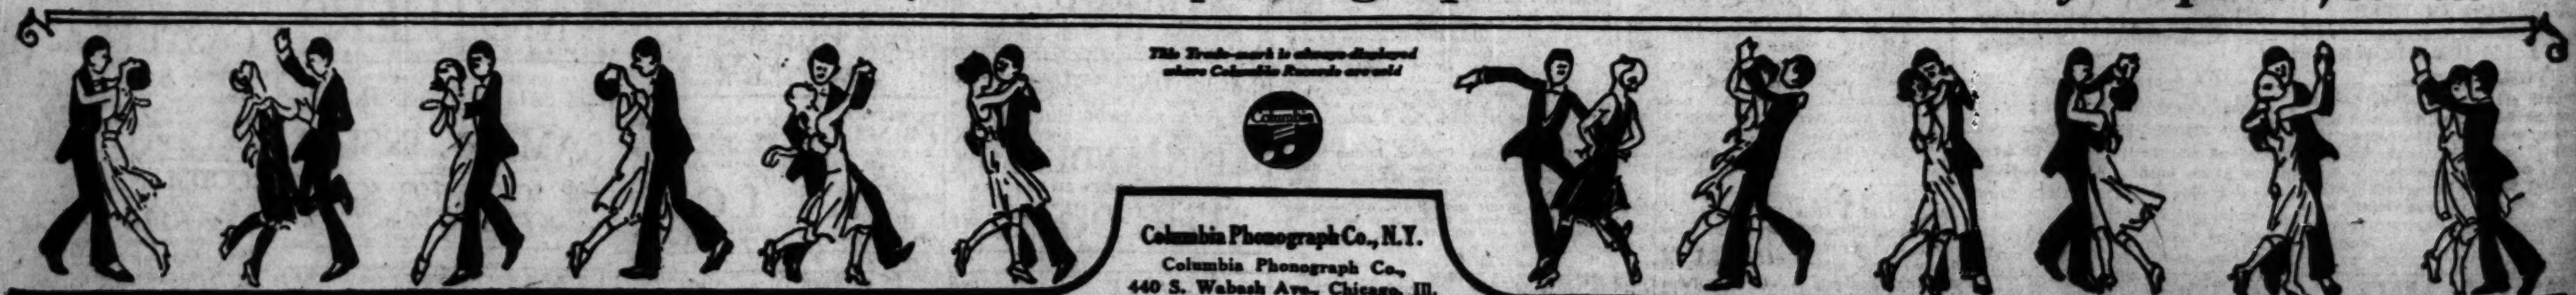 This Trade-mark is always displayed
where Columbia Records are sold
Columbia
Columbia Phonograph Co., N.Y.
Columbia Phonograph Co.,
440 S. Wabash Ave., Chicago, Ill.